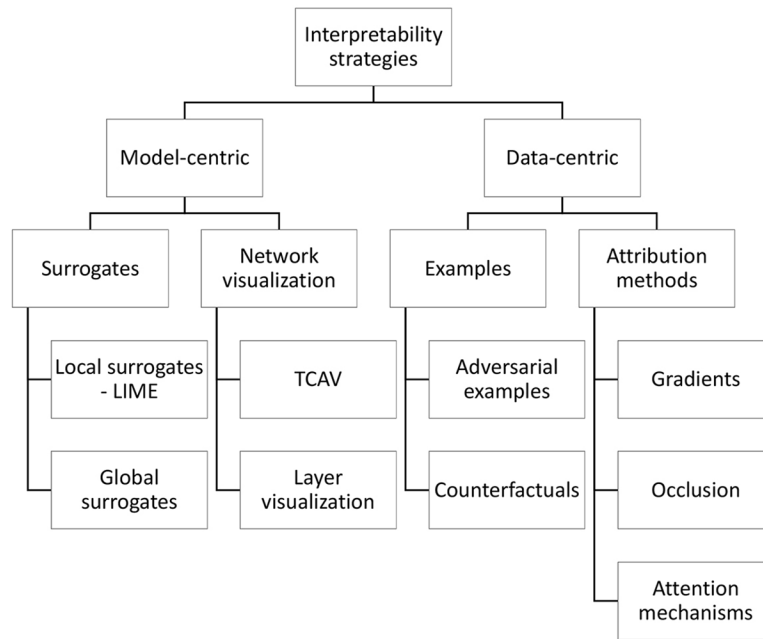 Interpretability
strategies
Model-centric
Data-centric
Surrogates
Network
visualization
Examples
Attribution
methods
Local surrogates
- LIME
TCAV
Adversarial
examples
Gradients
Global
surrogates
Layer
visualization
Counterfactuals
Occlusion
Attention
mechanisms